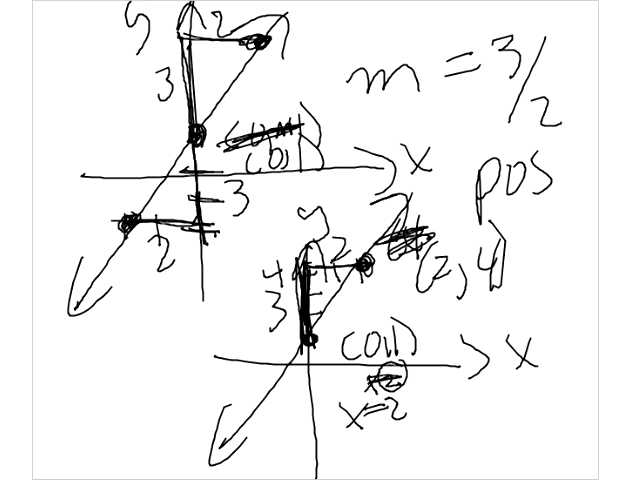 y 2
3
m = 3/2
(0,1)
x
pos
3
2
y
4 2
(2,4)
3
(0,1)
x
x=2